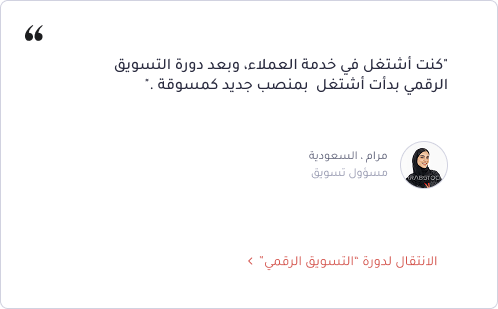 ❝
"كنت أشتغل في خدمة العملاء، وبعد دورة التسويق
الرقمي بدأت أشتغل بمنصب جديد كمسوقة ."
مرام ، السعودية
مسؤول تسويق
الانتقال لدورة "التسويق الرقمي" >